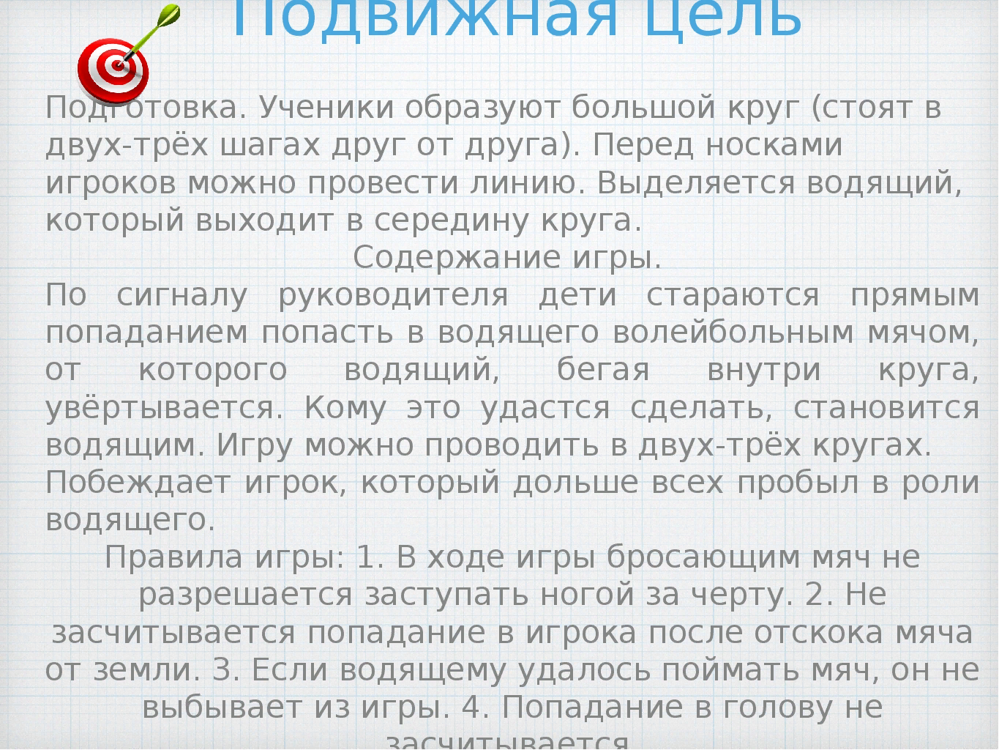 Подвижная цель
Подготовка. Ученики образуют большой круг (стоят в
двух-трёх шагах друг от друга). Перед носками
игроков можно провести линию. Выделяется водящий,
который выходит в середину круга.
Содержание игры.
По сигналу руководителя дети стараются прямым
попаданием попасть в водящего волейбольным мячом,
от которого водящий, бегая внутри круга,
увёртывается. Кому это удастся сделать, становится
водящим. Игру можно проводить в двух-трёх кругах.
Побеждает игрок, который дольше всех пробыл в роли
водящего.
Правила игры: 1. В ходе игры бросающим мяч не
разрешается заступать ногой за черту. 2. Не
засчитывается попадание в игрока после отскока мяча
от земли. 3. Если водящему удалось поймать мяч, он не
выбывает из игры. 4. Попадание в голову не
засчитывается